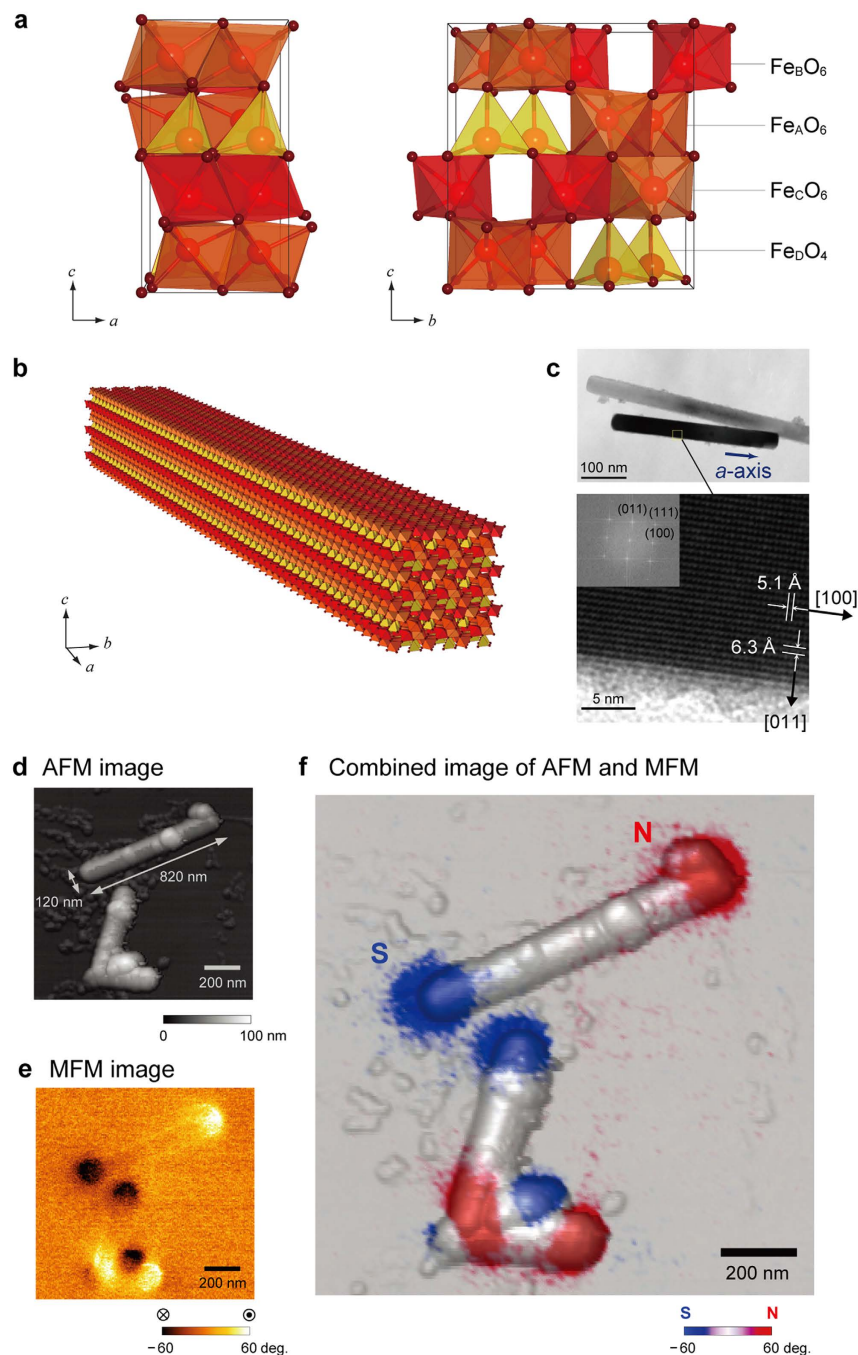 a
FeBO6
FeAO6
FeCO6
FeDO4
c
a
c
b
b
c
b
a
c
100 nm
a-axis
(011)
(111)
(100)
5.1 Å
[100]
6.3 Å
5 nm
[011]
d AFM image
120 nm
820 nm
200 nm
0
100 nm
e MFM image
200 nm
−60
60 deg.
f Combined image of AFM and MFM
N
S
200 nm
S
N
−60
60 deg.